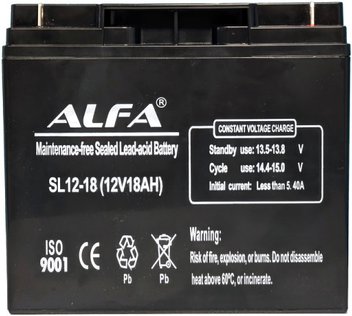 ALFA®
Maintenance-free Sealed Lead-acid Battery
SL12-18 (12V18AH)
CONSTANT VOLTAGE CHARGE
Standby use: 13.5-13.8 V
Cycle use: 14.4-15.0 V
Initial current: Less than 5.40A
ISO
9001
CE
Pb
Warning:
Risk of fire, explosion, or burns. Do not disassemble
heat above 60°C, or incinerate.